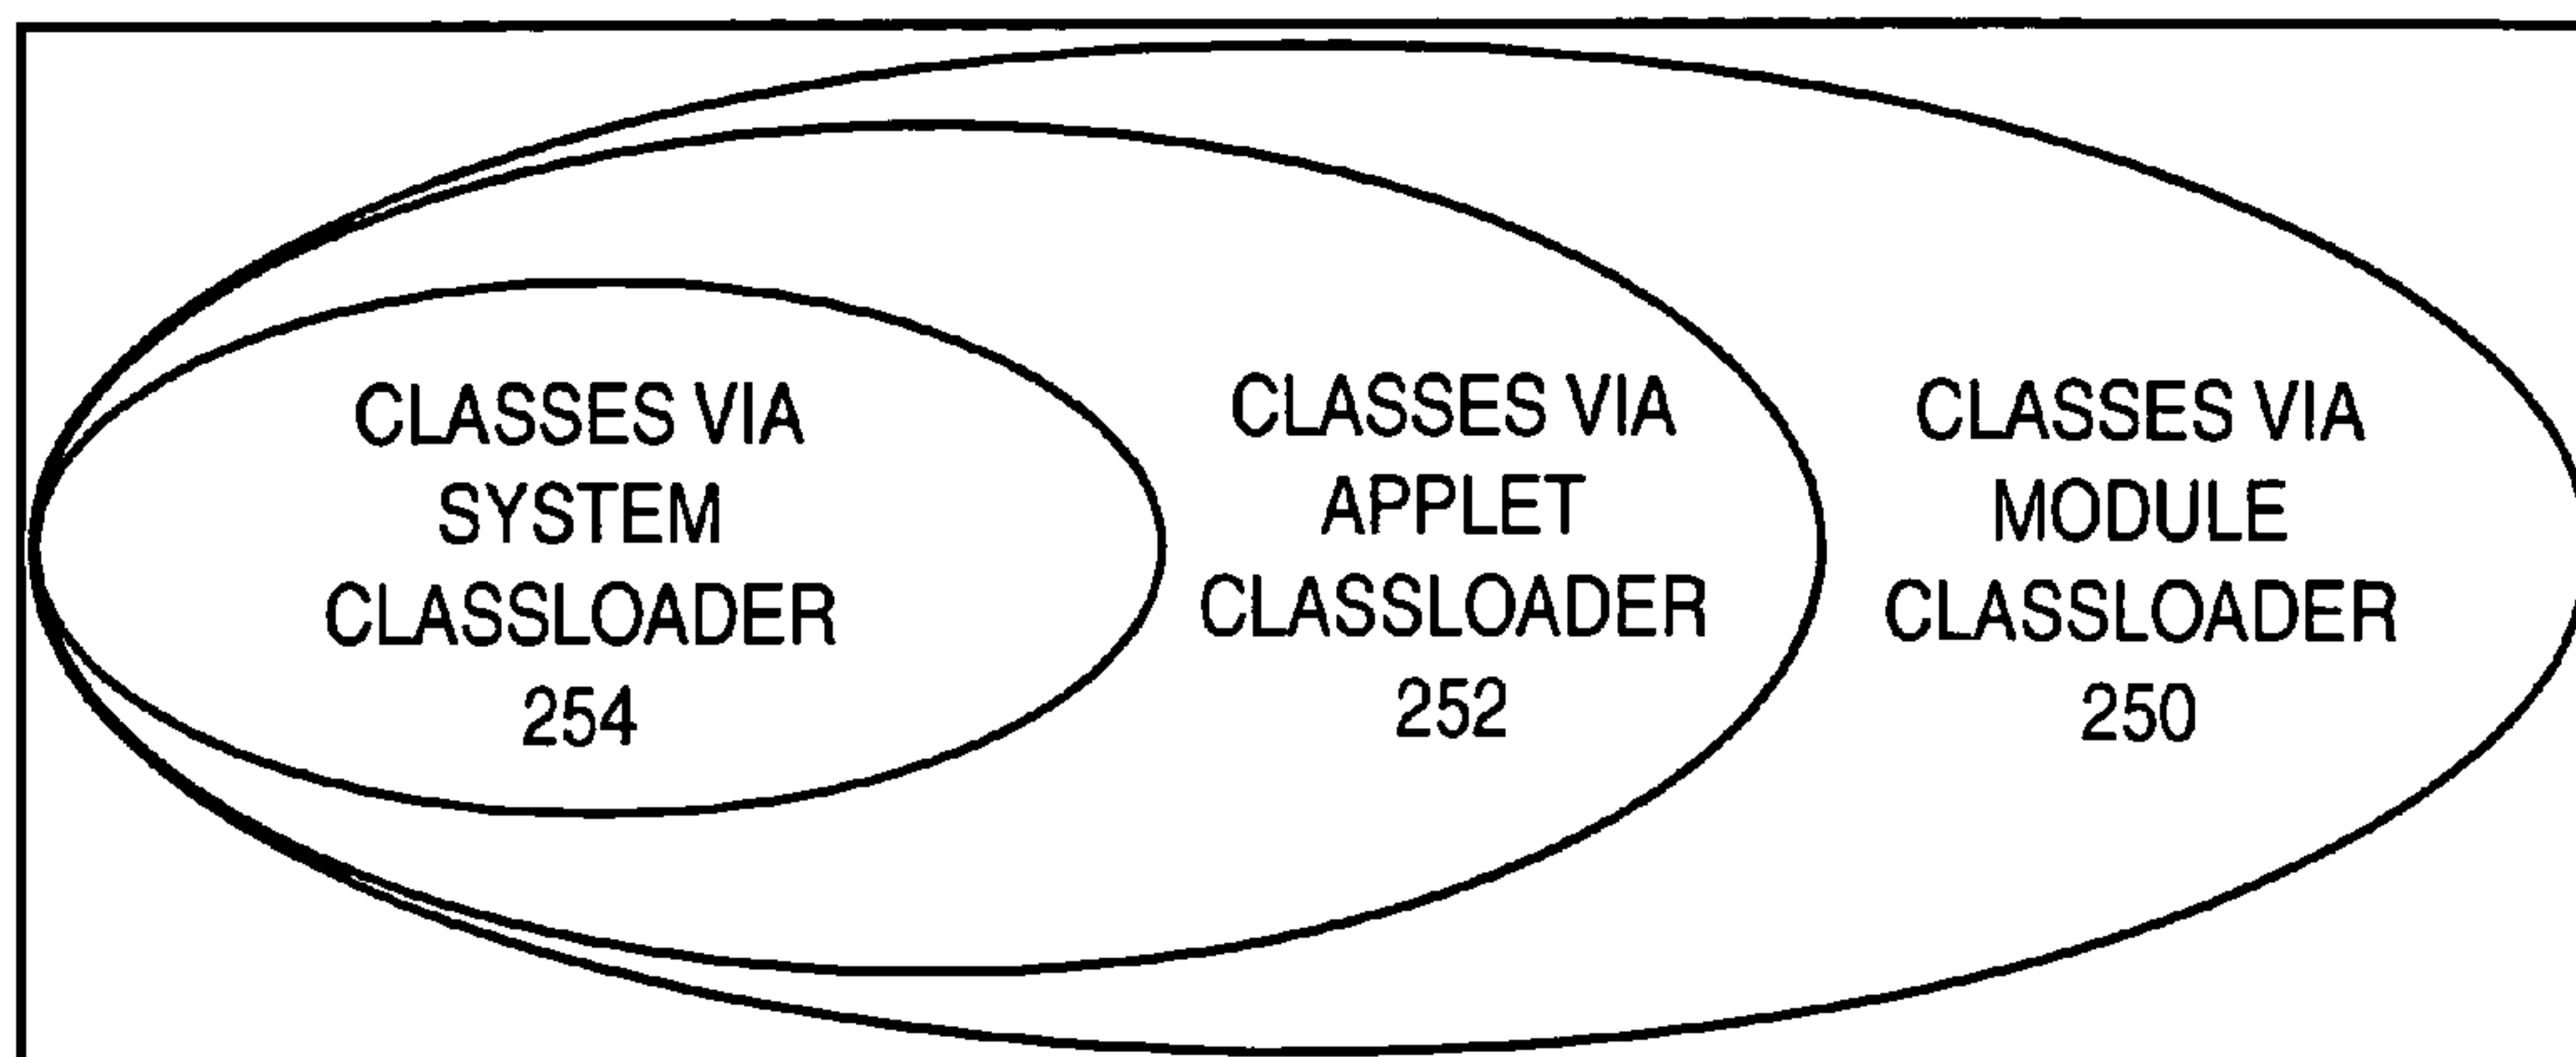 CLASSES VIA
SYSTEM
CLASSLOADER
254
CLASSES VIA
APPLET
CLASSLOADER
252
CLASSES VIA
MODULE
CLASSLOADER
250